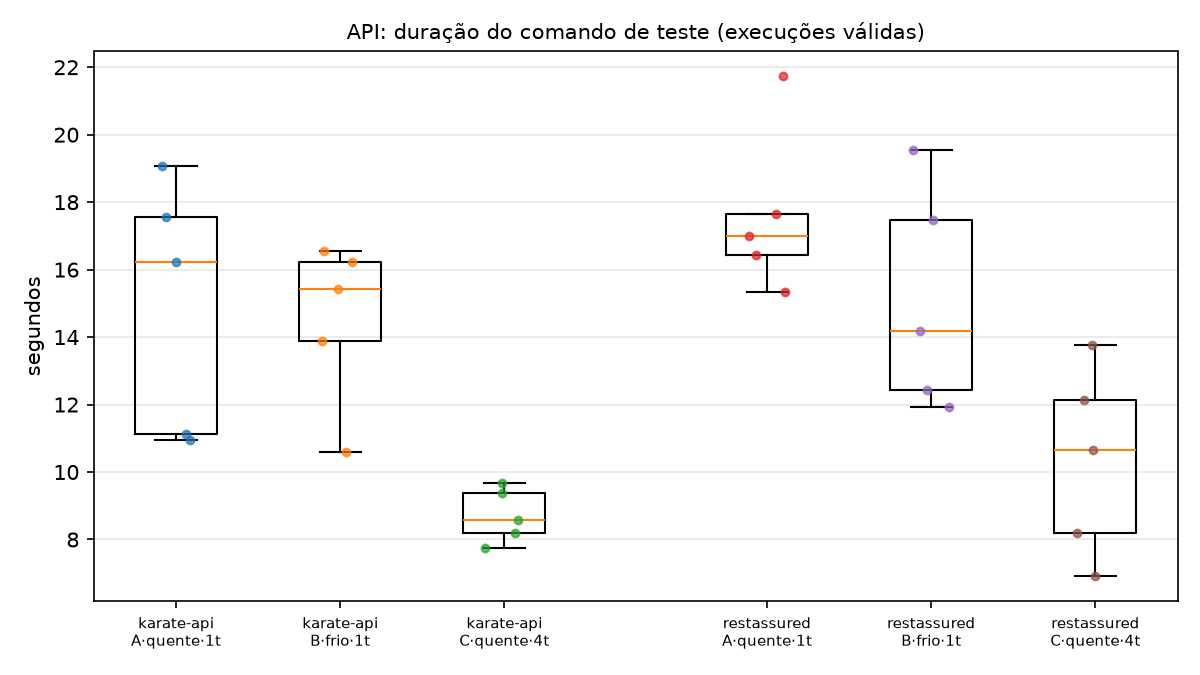 API: duração do comando de teste (execuções válidas)
segundos
22
20
18
16
14
12
10
8
karate-api
A·quente·1t
karate-api
B·frio·1t
karate-api
C·quente·4t
restassured
A·quente·1t
restassured
B·frio·1t
restassured
C·quente·4t